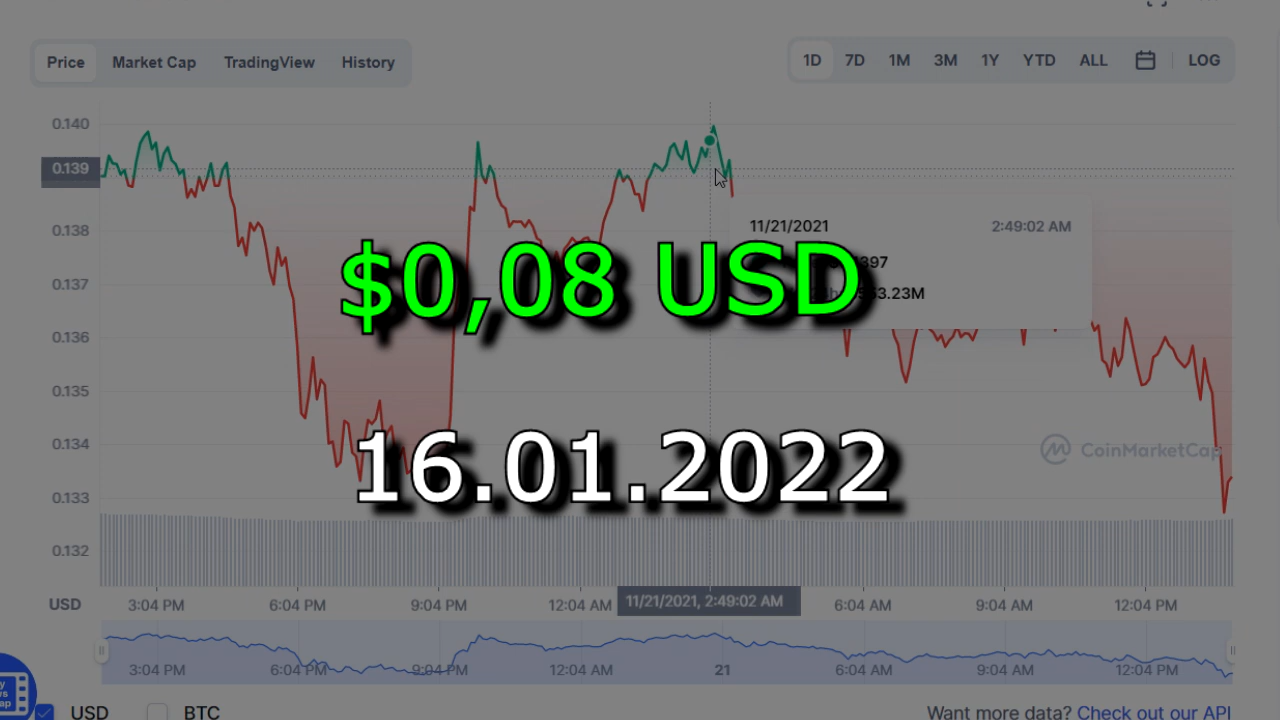 Price Market Cap TradingView History
1D 7D 1M 3M 1Y YTD ALL LOG
0.140
0.139
0.138
11/21/2021 2:49:02 AM
0.137
$0,08 USD
0.136
0.135
0.134
16.01.2022
CoinMarketCap
0.133
0.132
USD 3:04 PM 6:04 PM 9:04 PM 12:04 AM 11/21/2021, 2:49:02 AM 6:04 AM 9:04 AM 12:04 PM
3:04 PM 6:04 PM 9:04 PM 12:04 AM 21 6:04 AM 9:04 AM 12:04 PM
USD BTC Want more data? Check out our API